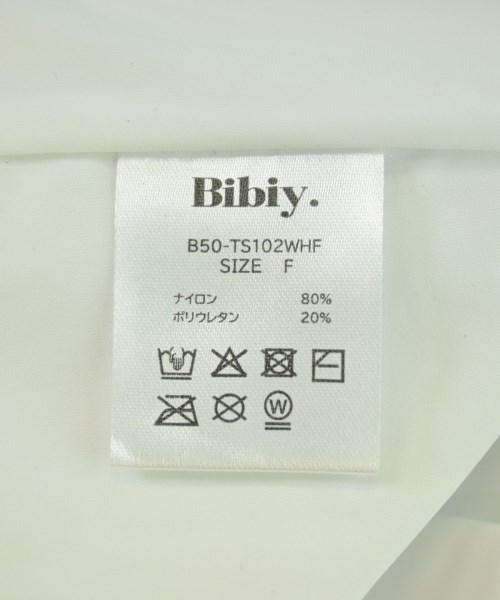 Bibiy.
B50-TS102WHF
SIZE F
ナイロン 80%
ポリウレタン 20%
W